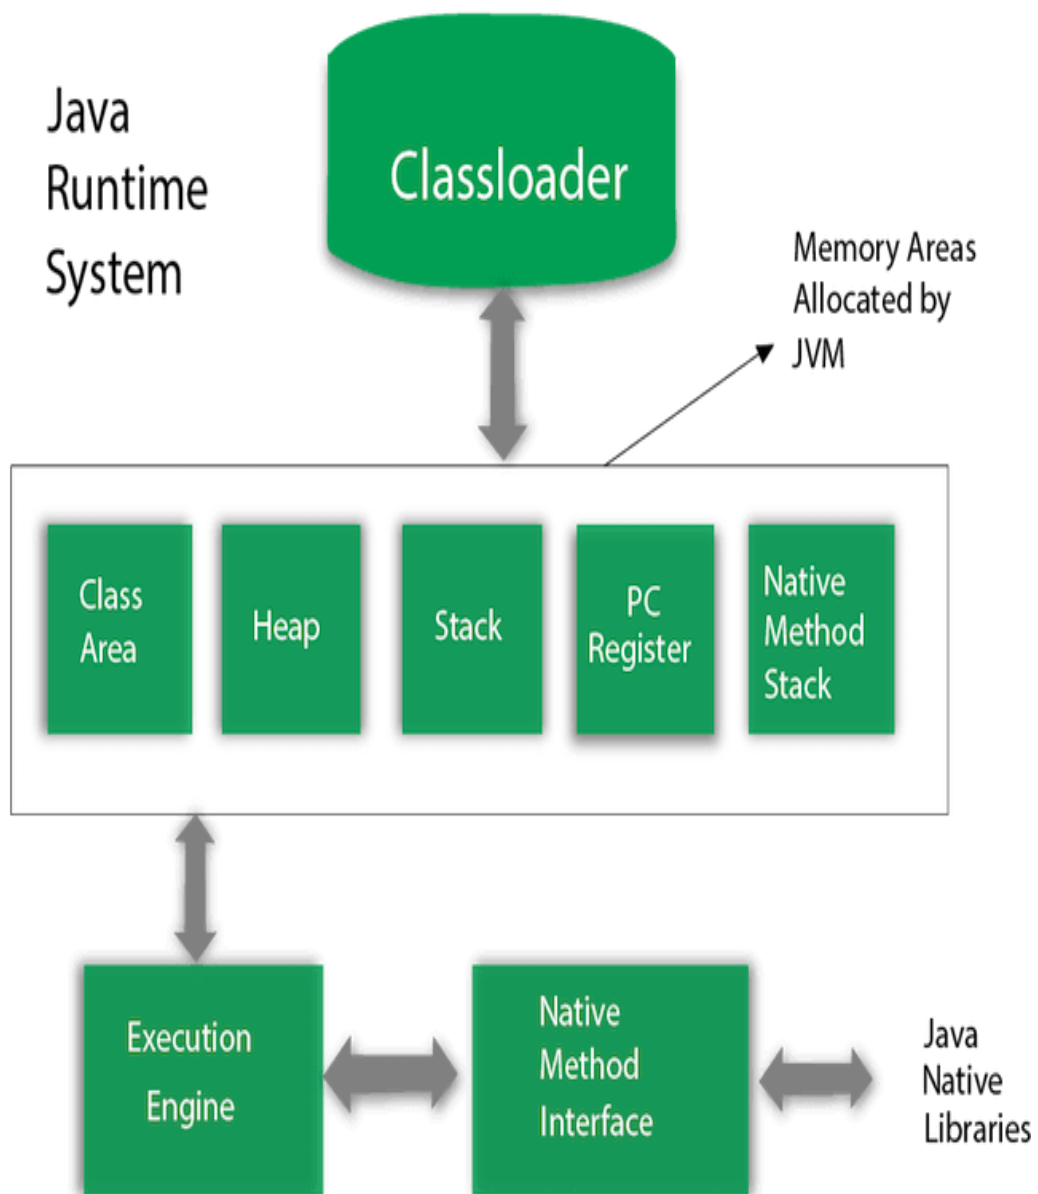 Java
Runtime
System
Classloader
Memory Areas
Allocated by
JVM
Class
Area
Heap
Stack
PC
Register
Native
Method
Stack
Execution
Engine
Native
Method
Interface
Java
Native
Libraries